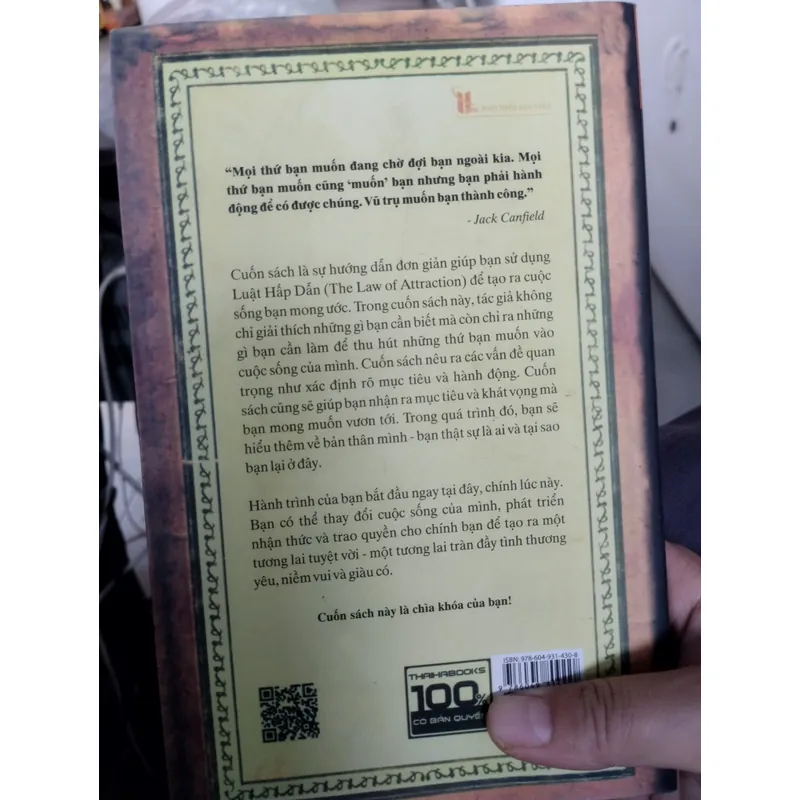 “Mọi thứ bạn muốn đang chờ đợi bạn ngoài kia. Mọi
thứ bạn muốn cũng ‘muốn’ bạn nhưng bạn phải hành
động để có được chúng. Vũ trụ muốn bạn thành công.”
- Jack Canfield
Cuốn sách là sự hướng dẫn đơn giản giúp bạn sử dụng
Luật Hấp Dẫn (The Law of Attraction) để tạo ra cuộc
sống bạn mong ước. Trong cuốn sách này, tác giả không
chỉ giải thích những gì bạn cần biết mà còn chỉ ra những
gì bạn cần làm để thu hút những thứ bạn muốn vào
cuộc sống của mình. Cuốn sách nêu ra các vấn đề quan
trọng như xác định rõ mục tiêu và hành động. Cuốn
sách cũng sẽ giúp bạn nhận ra mục tiêu và khát vọng mà
bạn mong muốn vươn tới. Trong quá trình đó, bạn sẽ
hiểu thêm về bản thân mình - bạn thật sự là ai và tại sao
bạn lại ở đây.
Hành trình của bạn bắt đầu ngay tại đây, chính lúc này.
Bạn có thể thay đổi cuộc sống của mình, phát triển
nhận thức và trao quyền cho chính bạn để tạo ra một
tương lai tuyệt vời - một tương lai tràn đầy tình thương
yêu, niềm vui và giàu có.
Cuốn sách này là chìa khóa của bạn!
ISBN: 978-604-931-430-8
THAIHABOOKS
100%
CÓ BẢN QUYỀN